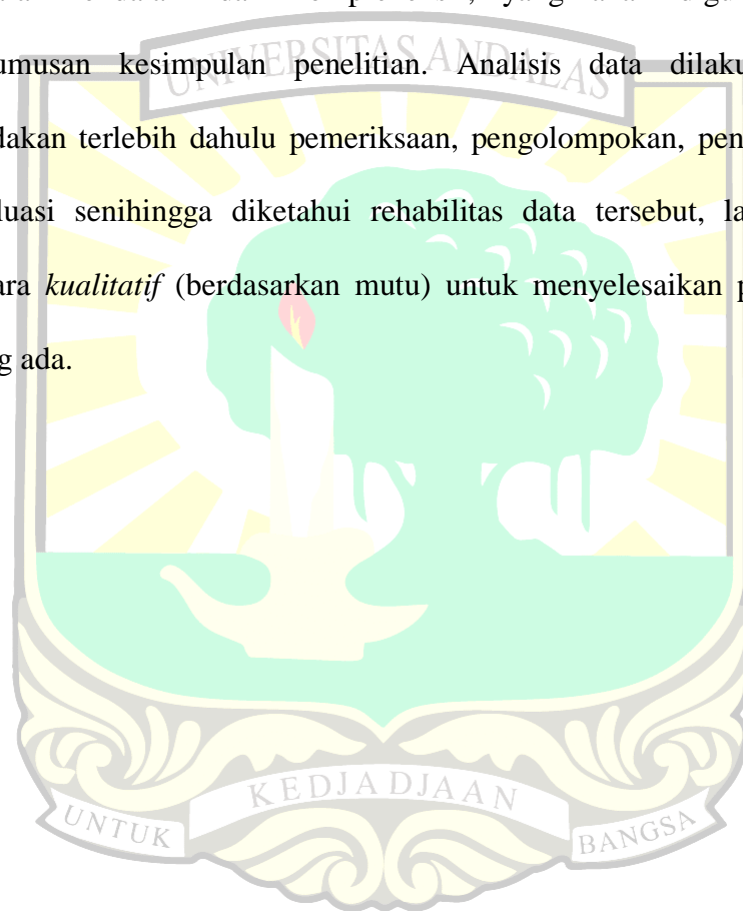 umusan kesimpulan penelitian. Analisis data dilaku
UNIVERSITAS ANDALAS
dakan terlebih dahulu pemeriksaan, pengolompokan, pen
luasi senihingga diketahui rehabilitas data tersebut, la
ara kualitatif (berdasarkan mutu) untuk menyelesaikan p
g ada.
UNTUK KEDJADJAAN BANGSA